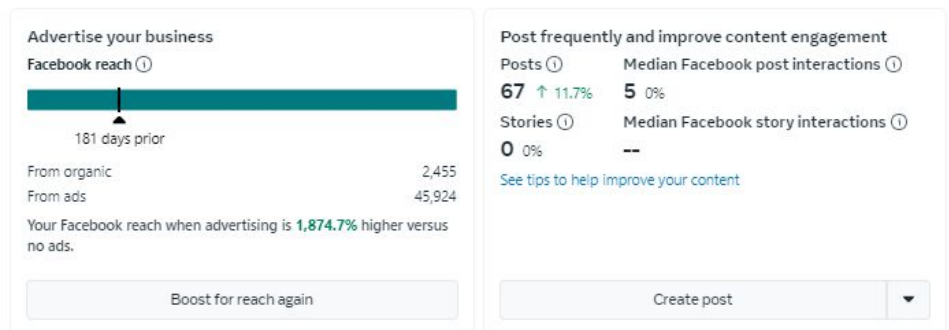 Advertise your business
Facebook reach
181 days prior
From organic 2,455
From ads 45,924
Your Facebook reach when advertising is 1,874.7% higher versus
no ads.
Boost for reach again
Post frequently and improve content engagement
Posts Median Facebook post interactions
67 ↑ 11.7% 5 0%
Stories Median Facebook story interactions
0 0% --
See tips to help improve your content
Create post